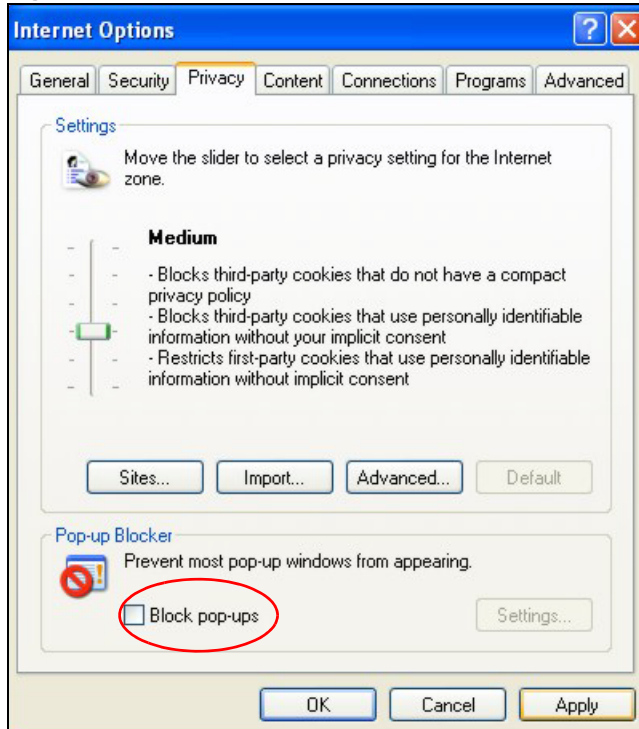 Internet Options
General Security Privacy Content Connections Programs Advanced
Settings
Move the slider to select a privacy setting for the Internet
zone.
Medium
- Blocks third-party cookies that do not have a compact
privacy policy
- Blocks third-party cookies that use personally identifiable
information without your implicit consent
- Restricts first-party cookies that use personally identifiable
information without implicit consent
Sites... Import... Advanced... Default
Pop-up Blocker
Prevent most pop-up windows from appearing.
Block pop-ups Settings...
OK Cancel Apply